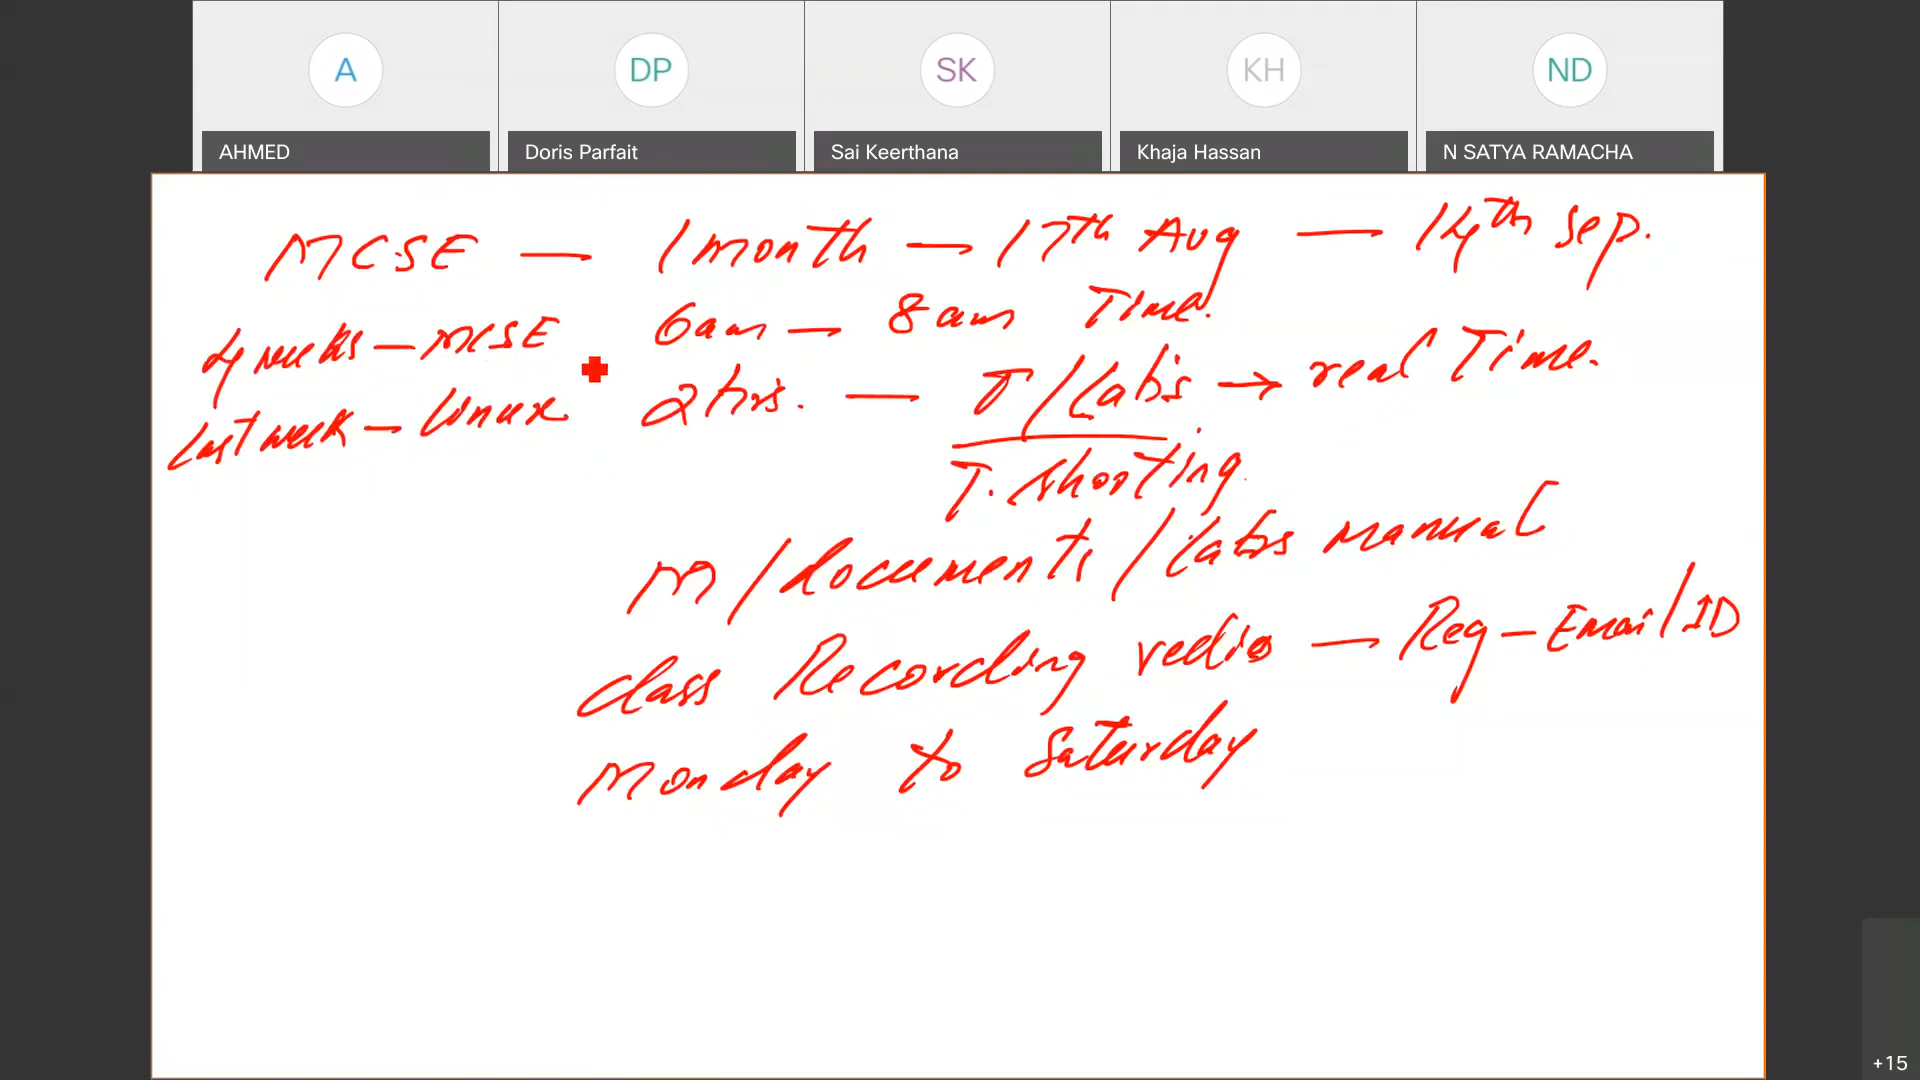 A DP SK KH ND
AHMED Doris Parfait Sai Keerthana Khaja Hassan N SATYA RAMACHA
MCSE — 1 month — 17th Aug — 14th Sep.
4 weeks — MCSE 6am — 8am Time.
Last week — Linux 2 hrs. — T/Labs → real Time.
T. shooting
M/documents/Labs manual
class Recording vedio — Reg - Email/ID
Monday to Saturday
+15